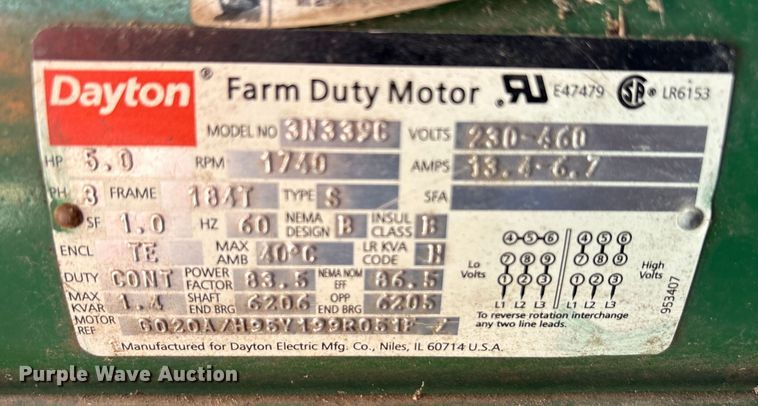 Dayton ® Farm Duty Motor RU E47479 SA ® LR6153
MODEL NO 3N339C VOLTS 230-460
HP 5.0 RPM 1740 AMPS 13.4-6.7
PH 3 FRAME 184T TYPE S SFA
SF 1.0 HZ 60 NEMA DESIGN B INSUL CLASS B
ENCL TE MAX AMB 40°C LR KVA CODE H
DUTY CONT POWER FACTOR 83.5 NEMA NOM EFF 86.5
MAX KVAR 1.4 SHAFT END BRG 6206 OPP END BRG 6205
MOTOR REF
4-5-6 4 5 6
7 8 9 7 8 9
1 2 3 1 2 3
Lo Volts High Volts
L1 L2 L3 L1 L2 L3
To reverse rotation interchange
any two line leads.
953407
Manufactured for Dayton Electric Mfg. Co., Niles, IL 60714 U.S.A.
Purple Wave Auction